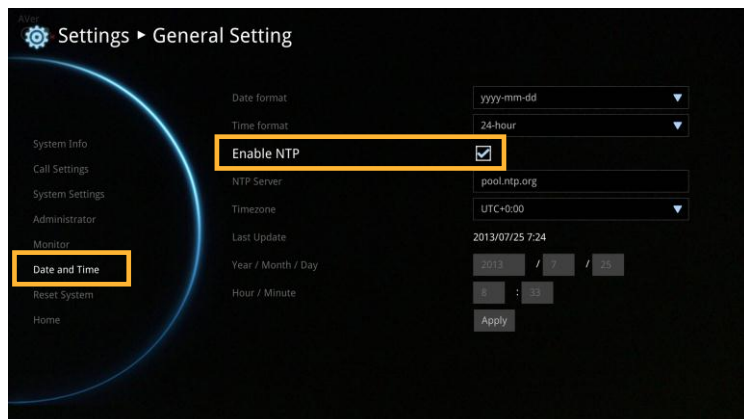 AVer
Settings ▸ General Setting
Date format yyyy-mm-dd
Time format 24-hour
Enable NTP
NTP Server pool.ntp.org
Timezone UTC+0:00
Last Update 2013/07/25 7:24
Year / Month / Day 2013 / 7 / 25
Hour / Minute 8 : 33
Apply
System Info
Call Settings
System Settings
Administrator
Monitor
Date and Time
Reset System
Home